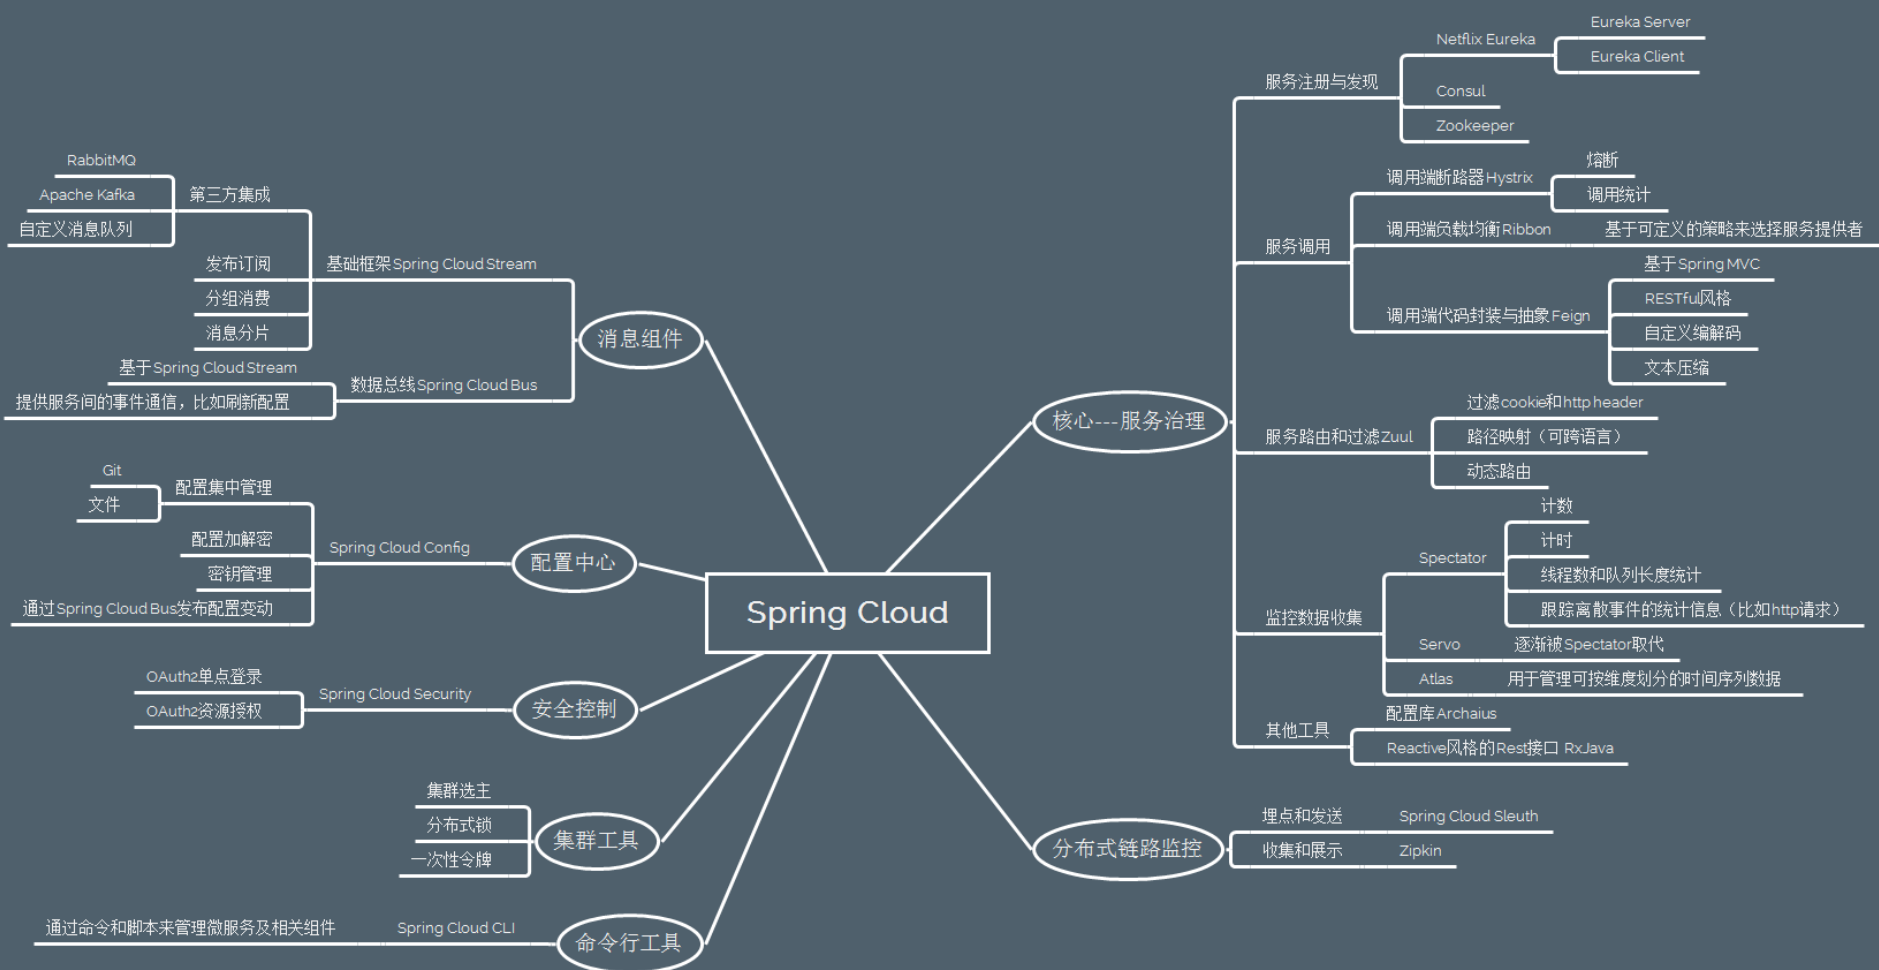 Spring Cloud
核心---服务治理
服务注册与发现
Netflix Eureka
Eureka Server
Eureka Client
Consul
Zookeeper
服务调用
调用端断路器Hystrix
熔断
调用统计
调用端负载均衡Ribbon
基于可定义的策略来选择服务提供者
调用端代码封装与抽象Feign
基于Spring MVC
RESTful风格
自定义编解码
文本压缩
服务路由和过滤Zuul
过滤cookie和http header
路径映射（可跨语言）
动态路由
监控数据收集
Spectator
计数
计时
线程数和队列长度统计
跟踪离散事件的统计信息（比如http请求）
Servo
逐渐被Spectator取代
Atlas
用于管理可按维度划分的时间序列数据
其他工具
配置库Archaius
Reactive风格的Rest接口 RxJava
分布式链路监控
埋点和发送
Spring Cloud Sleuth
收集和展示
Zipkin
消息组件
基础框架Spring Cloud Stream
第三方集成
RabbitMQ
Apache Kafka
自定义消息队列
发布订阅
分组消费
消息分片
数据总线Spring Cloud Bus
基于Spring Cloud Stream
提供服务间的事件通信，比如刷新配置
配置中心
Spring Cloud Config
配置集中管理
Git
文件
配置加解密
密钥管理
通过Spring Cloud Bus发布配置变动
安全控制
Spring Cloud Security
OAuth2单点登录
OAuth2资源授权
集群工具
集群选主
分布式锁
一次性令牌
命令行工具
Spring Cloud CLI
通过命令和脚本来管理微服务及相关组件